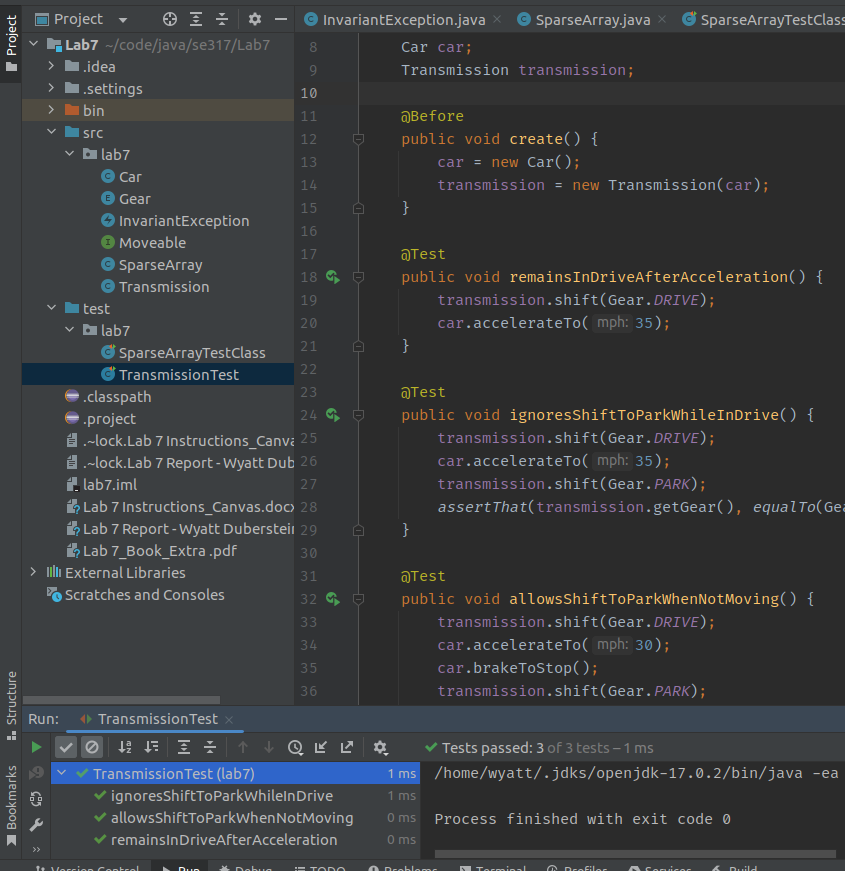 Project
Project
InvariantException.java
SparseArray.java
SparseArrayTestClass
Lab7 ~/code/java/se317/Lab7
.idea
.settings
bin
src
lab7
Car
Gear
InvariantException
Moveable
SparseArray
Transmission
test
lab7
SparseArrayTestClass
TransmissionTest
.classpath
.project
.~lock.Lab 7 Instructions_Canva
.~lock.Lab 7 Report - Wyatt Dub
lab7.iml
Lab 7 Instructions_Canvas.docx
Lab 7 Report - Wyatt Duberstein
Lab 7_Book_Extra .pdf
External Libraries
Scratches and Consoles
8 Car car;
9 Transmission transmission;
10
11 @Before
12 public void create() {
13 car = new Car();
14 transmission = new Transmission(car);
15 }
16
17 @Test
18 public void remainsInDriveAfterAcceleration() {
19 transmission.shift(Gear.DRIVE);
20 car.accelerateTo( mph: 35);
21 }
22
23 @Test
24 public void ignoresShiftToParkWhileInDrive() {
25 transmission.shift(Gear.DRIVE);
26 car.accelerateTo( mph: 35);
27 transmission.shift(Gear.PARK);
28 assertThat(transmission.getGear(), equalTo(Gea
29 }
30
31 @Test
32 public void allowsShiftToParkWhenNotMoving() {
33 transmission.shift(Gear.DRIVE);
34 car.accelerateTo( mph: 30);
35 car.brakeToStop();
36 transmission.shift(Gear.PARK);
Structure
Bookmarks
Run: TransmissionTest
Tests passed: 3 of 3 tests – 1 ms
TransmissionTest (lab7) 1 ms
ignoresShiftToParkWhileInDrive 1 ms
allowsShiftToParkWhenNotMoving 0 ms
remainsInDriveAfterAcceleration 0 ms
/home/wyatt/.jdks/openjdk-17.0.2/bin/java -ea
Process finished with exit code 0
Version Control Run Debug TODO Problems Terminal Profiler Services Build